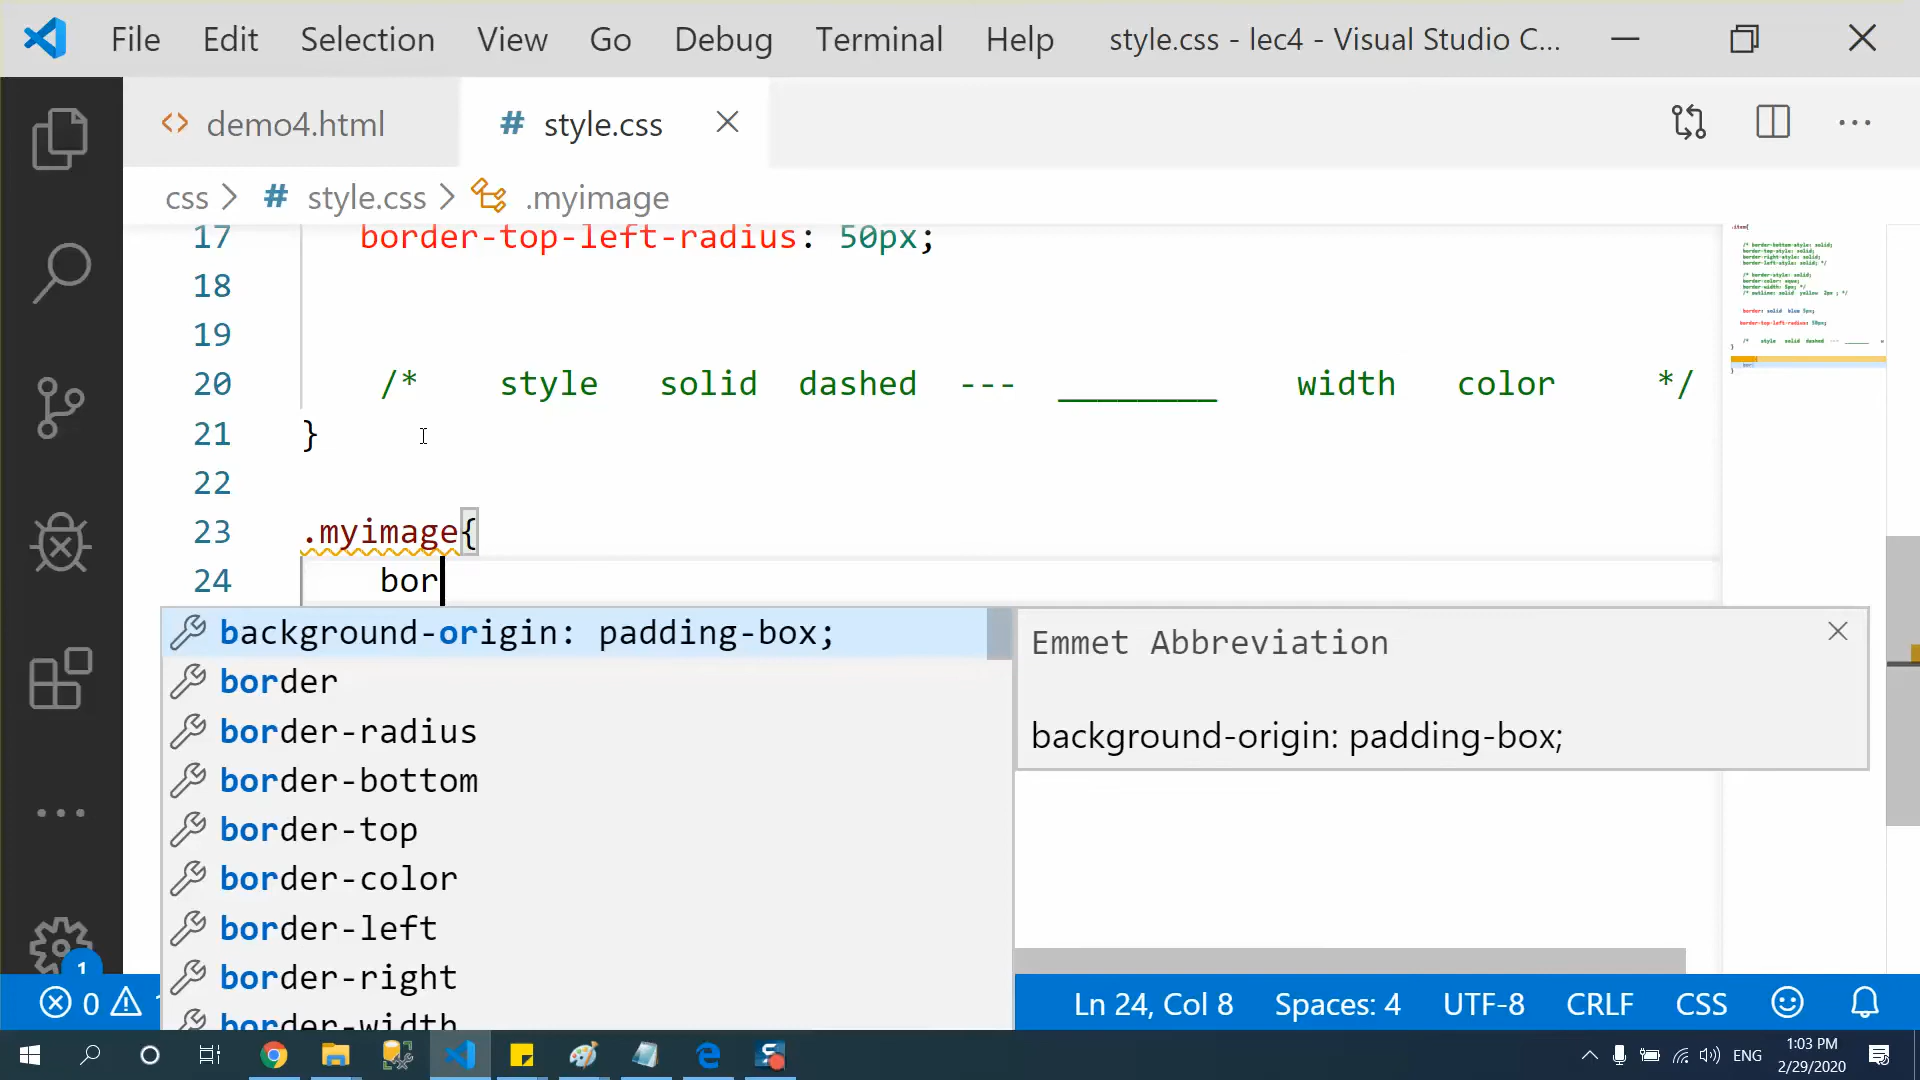 File Edit Selection View Go Debug Terminal Help style.css - lec4 - Visual Studio C...
demo4.html # style.css
css > # style.css > .myimage
17 border-top-left-radius: 50px;
18
19
20 /* style solid dashed --- ________ width color */
21 }
22
23 .myimage{
24 bor
background-origin: padding-box;
Emmet Abbreviation
border
border-radius
background-origin: padding-box;
border-bottom
border-top
border-color
border-left
border-right
border-width
1
0
Ln 24, Col 8 Spaces: 4 UTF-8 CRLF CSS
ENG
1:03 PM
2/29/2020